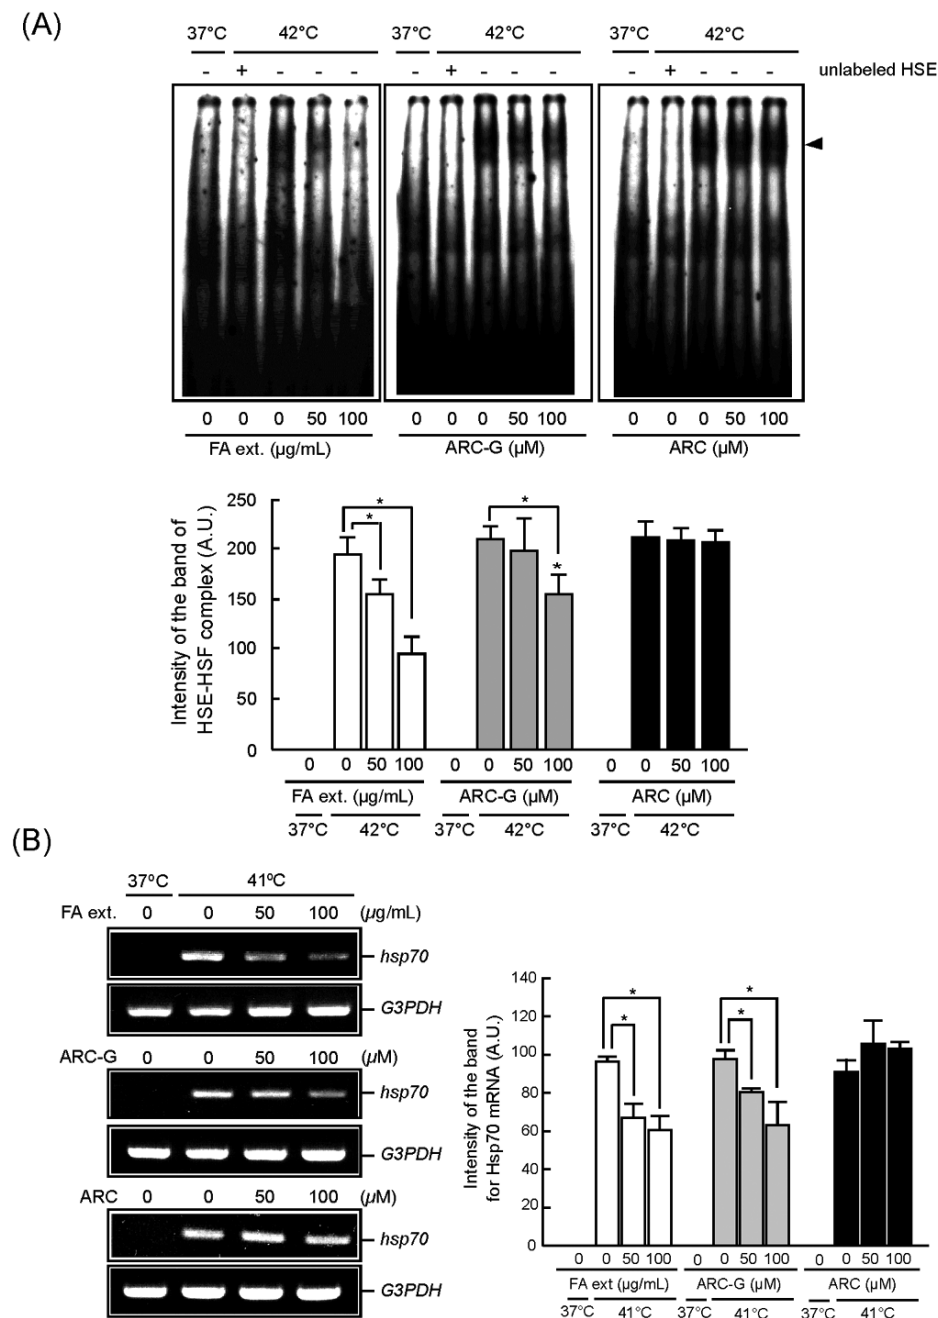 (A)
37°C 42°C 37°C 42°C 37°C 42°C
- + - - - - + - - - - + - - - unlabeled HSE
0 0 0 50 100 0 0 0 50 100 0 0 0 50 100
FA ext. (µg/mL) ARC-G (µM) ARC (µM)
Intensity of the band of
HSE-HSF complex (A.U.)
250
200
150
100
50
0
* * * *
0 0 50 100 0 0 50 100 0 0 50 100
FA ext. (µg/mL) ARC-G (µM) ARC (µM)
37°C 42°C 37°C 42°C 37°C 42°C
(B)
37°C 41°C
FA ext. 0 0 50 100 (µg/mL)
hsp70
G3PDH
ARC-G 0 0 50 100 (µM)
hsp70
G3PDH
ARC 0 0 50 100 (µM)
hsp70
G3PDH
Intensity of the band
for Hsp70 mRNA (A.U.)
140
120
100
80
60
40
20
0
* * * *
0 0 50 100 0 0 50 100 0 0 50 100
FA ext (µg/mL) ARC-G (µM) ARC (µM)
37°C 41°C 37°C 41°C 37°C 41°C